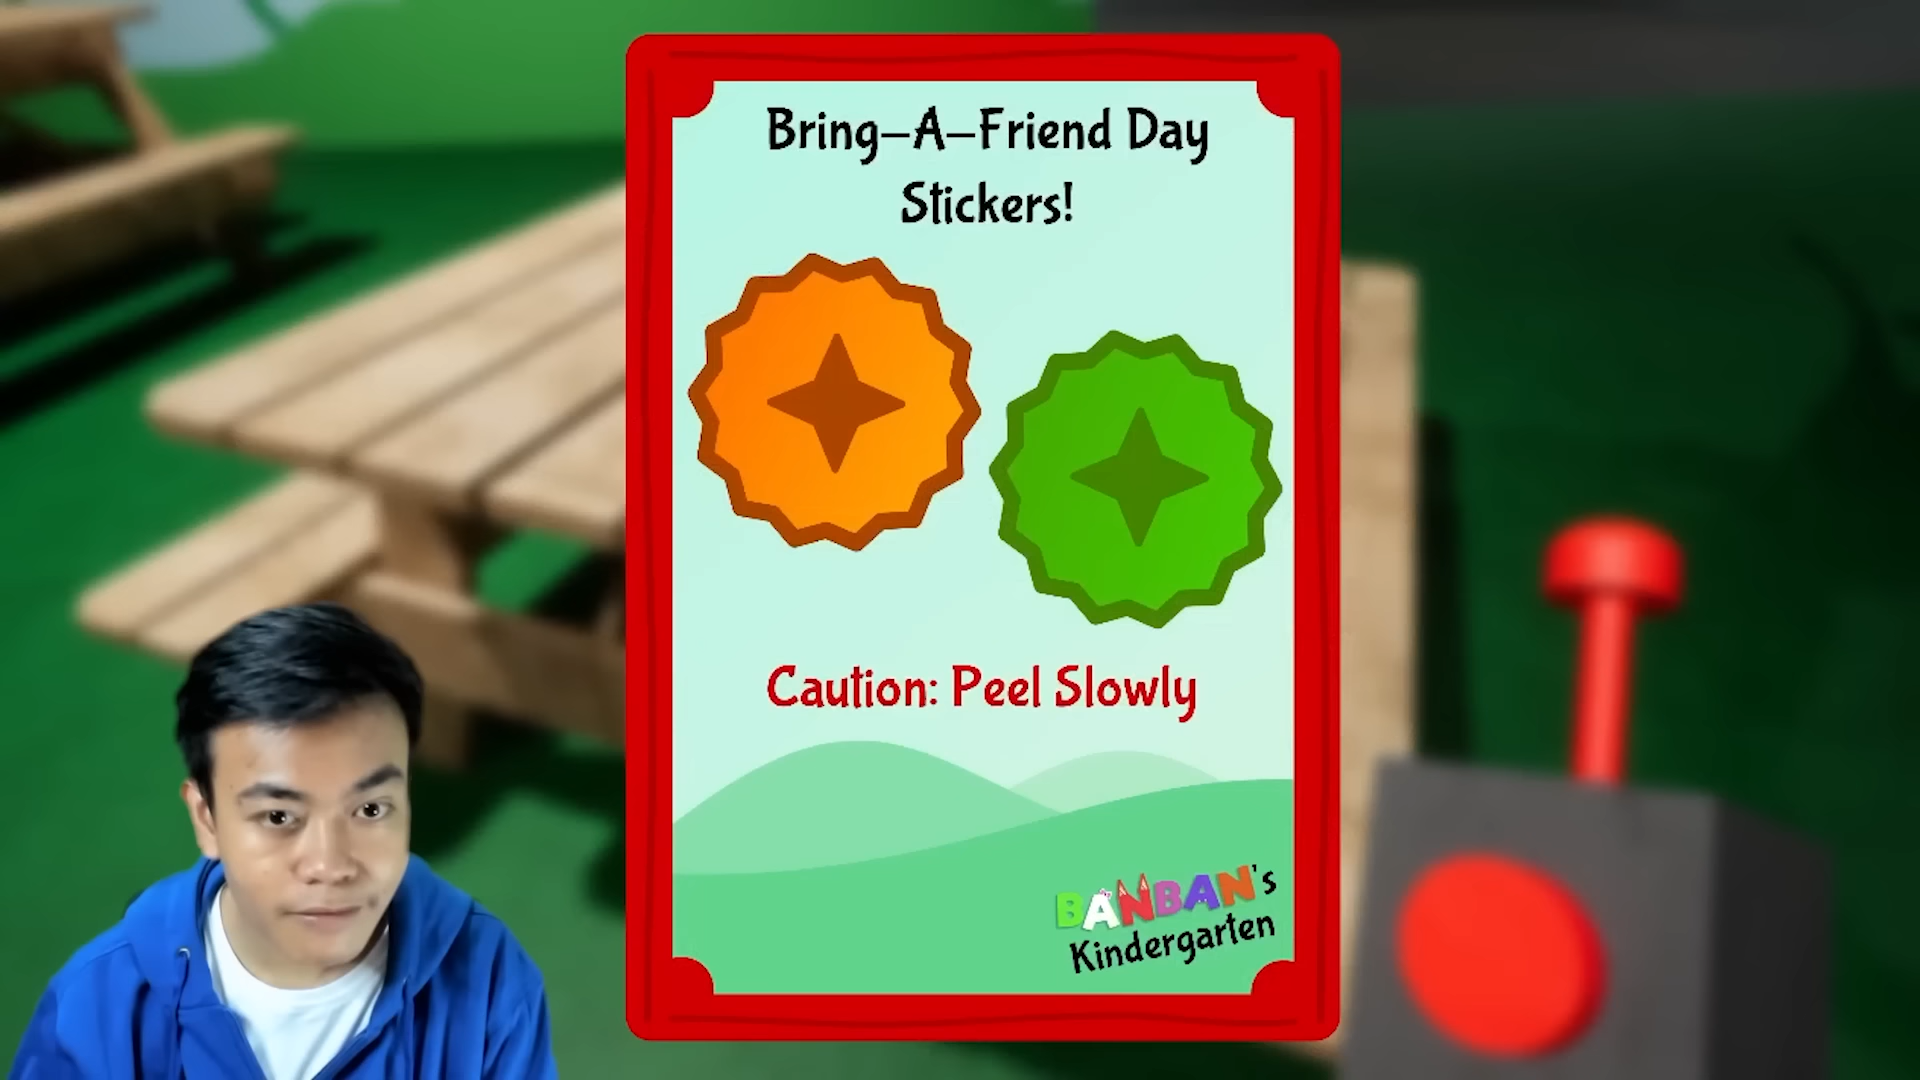 Bring-A-Friend Day
Stickers!
Caution: Peel Slowly
BANBAN's
Kindergarten